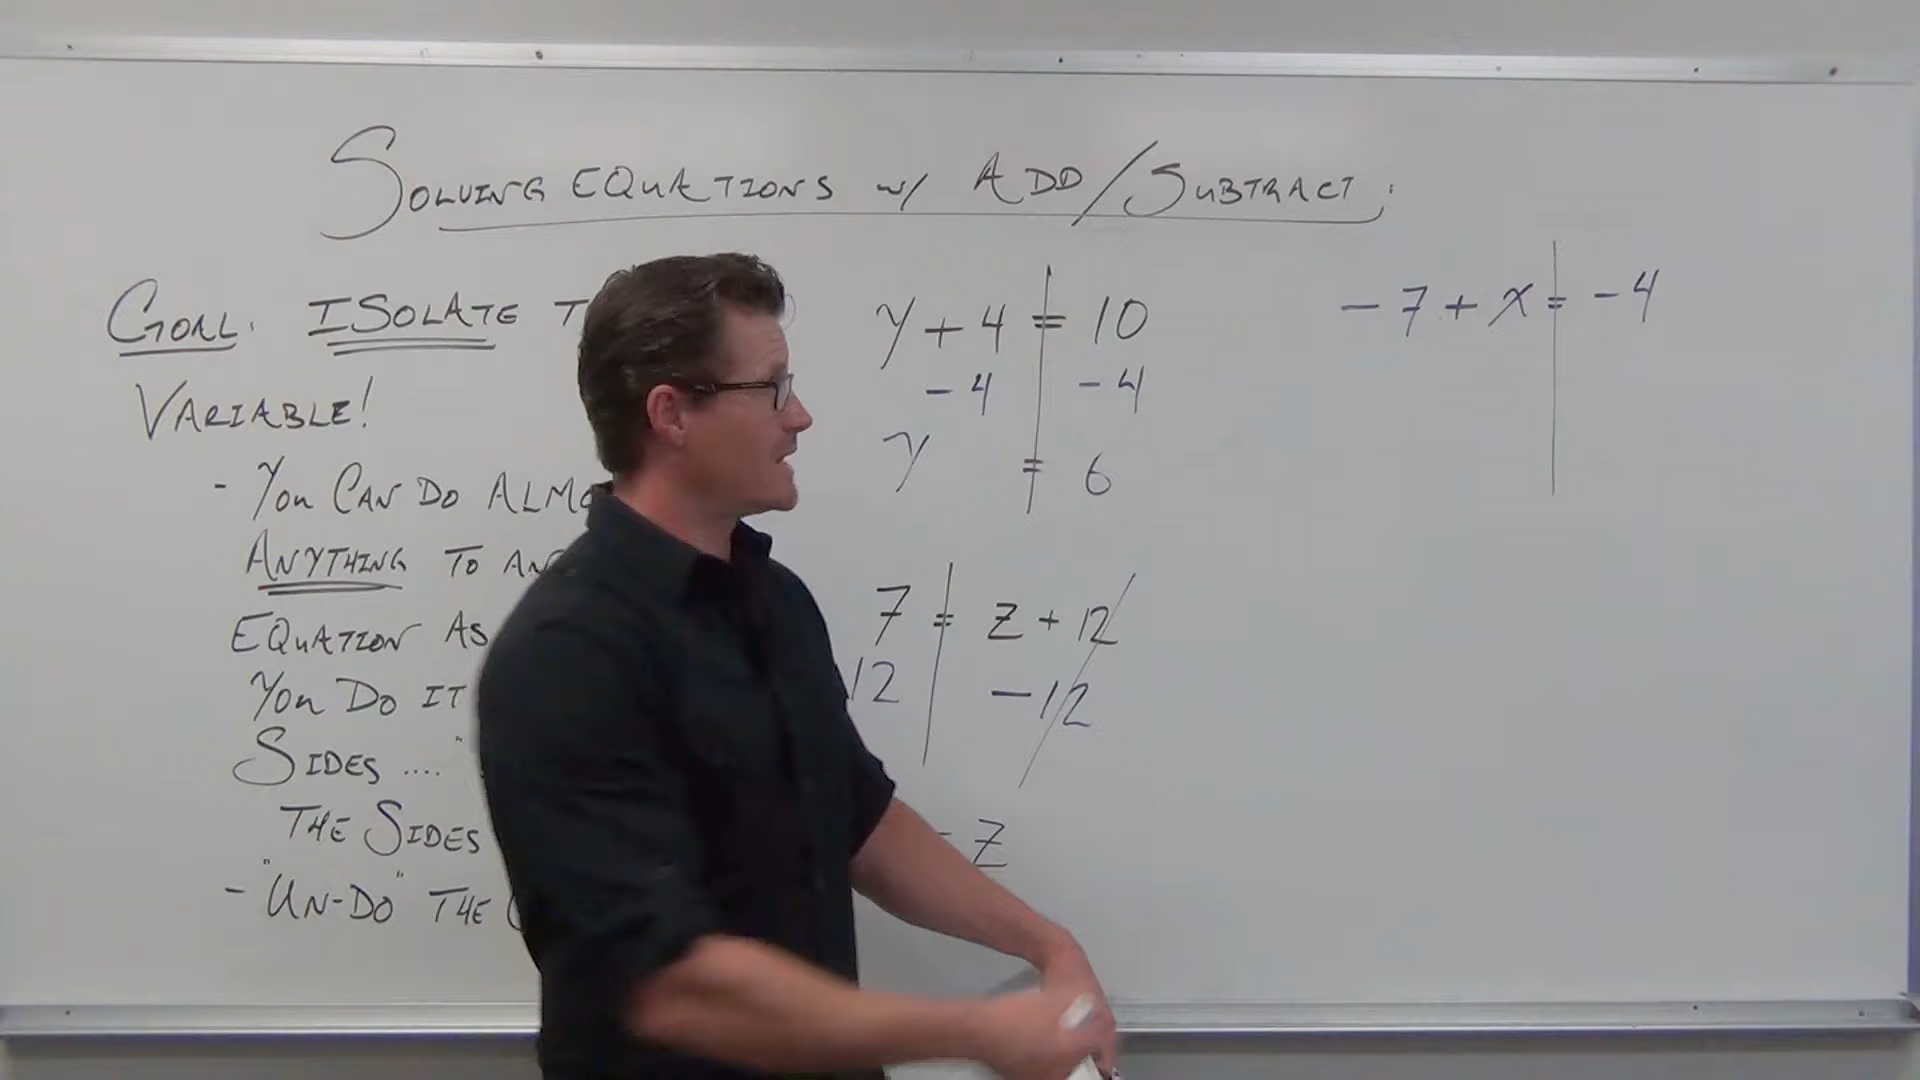 SOLVING EQUATIONS w/ ADD/SUBTRACT.
GOAL. ISOLATE
VARIABLE!
- YOU CAN DO
ANYTHING TO
EQUATION AS
YOU DO IT
SIDES ....
THE SIDES
- "UN-DO" THE
y + 4 = 10
- 4 - 4
y = 6
7 = z + 12
12 - 12
z
- 7 + x = - 4